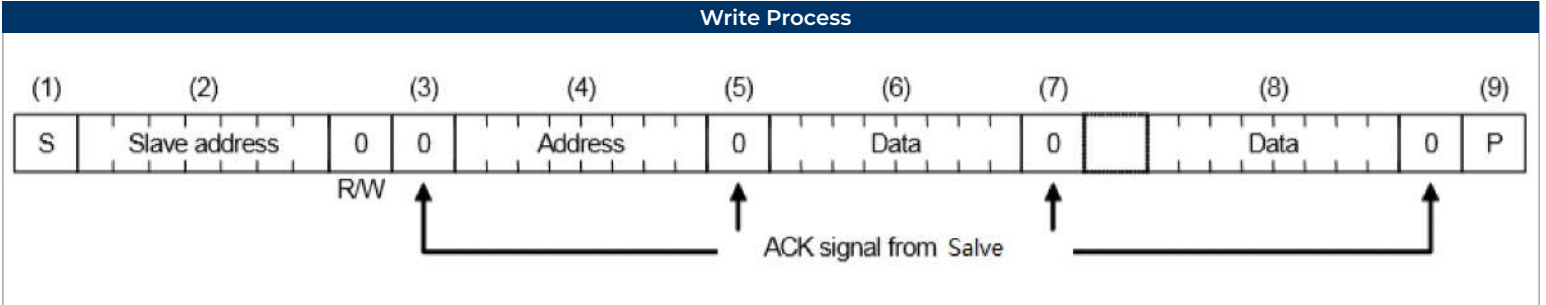 Write Process
(1) (2) (3) (4) (5) (6) (7) (8) (9)
S Slave address 0 0 Address 0 Data 0 Data 0 P
R/W
ACK signal from Salve